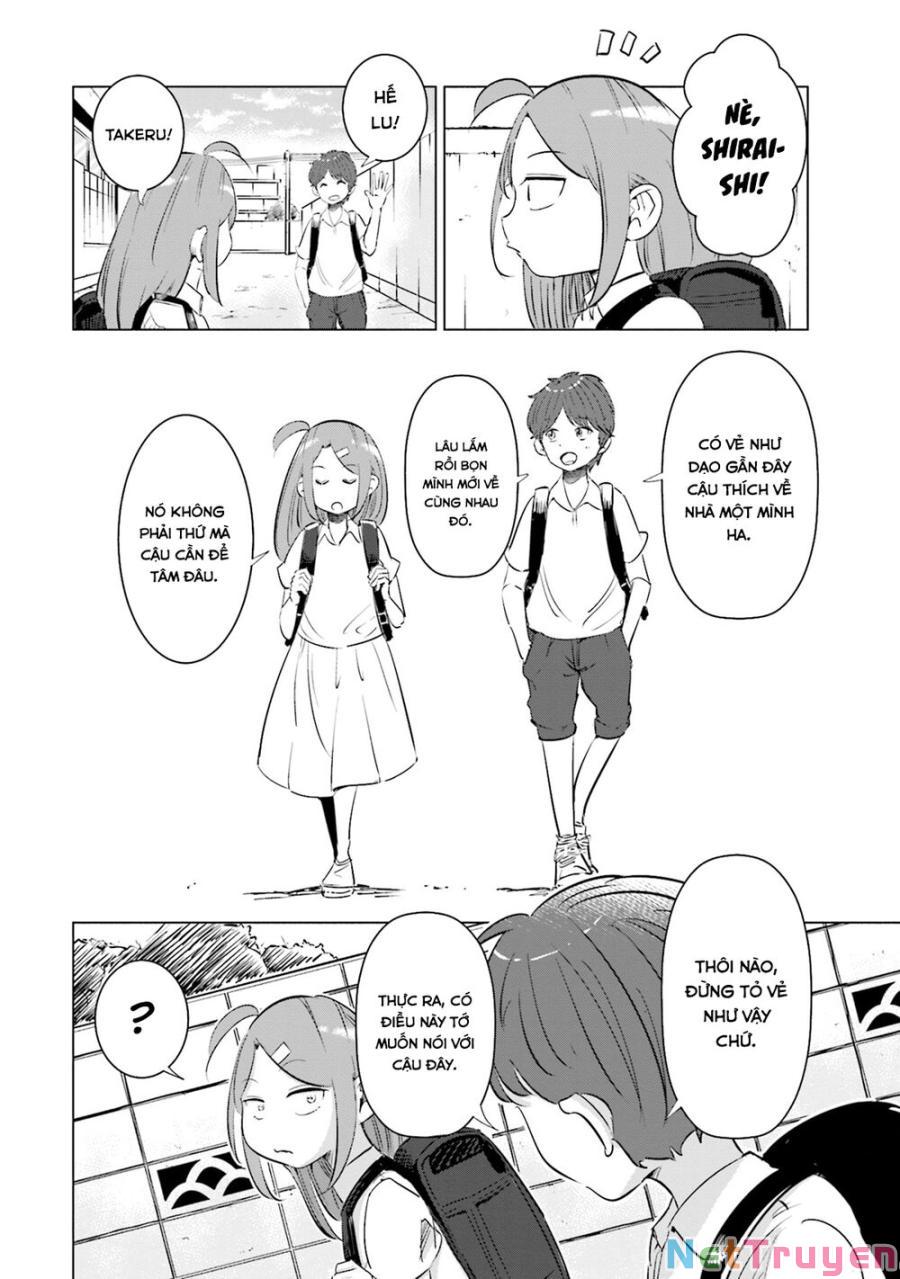 NÈ,
SHIRAI-
SHI!
HẾ
LU!
TAKERU!
CÓ VẺ NHƯ
DẠO GẦN ĐÂY
CẬU THÍCH VỀ
NHÀ MỘT MÌNH
HA.
LÂU LẮM
RỒI BỌN
MÌNH MỚI VỀ
CÙNG NHAU
ĐÓ.
NÓ KHÔNG
PHẢI THỨ MÀ
CẬU CẦN ĐỂ
TÂM ĐÂU.
THÔI NÀO,
ĐỪNG TỎ VẺ
NHƯ VẬY
CHỨ.
THỰC RA, CÓ
ĐIỀU NÀY TỚ
MUỐN NÓI VỚI
CẬU ĐÂY.
?
NetTruyen